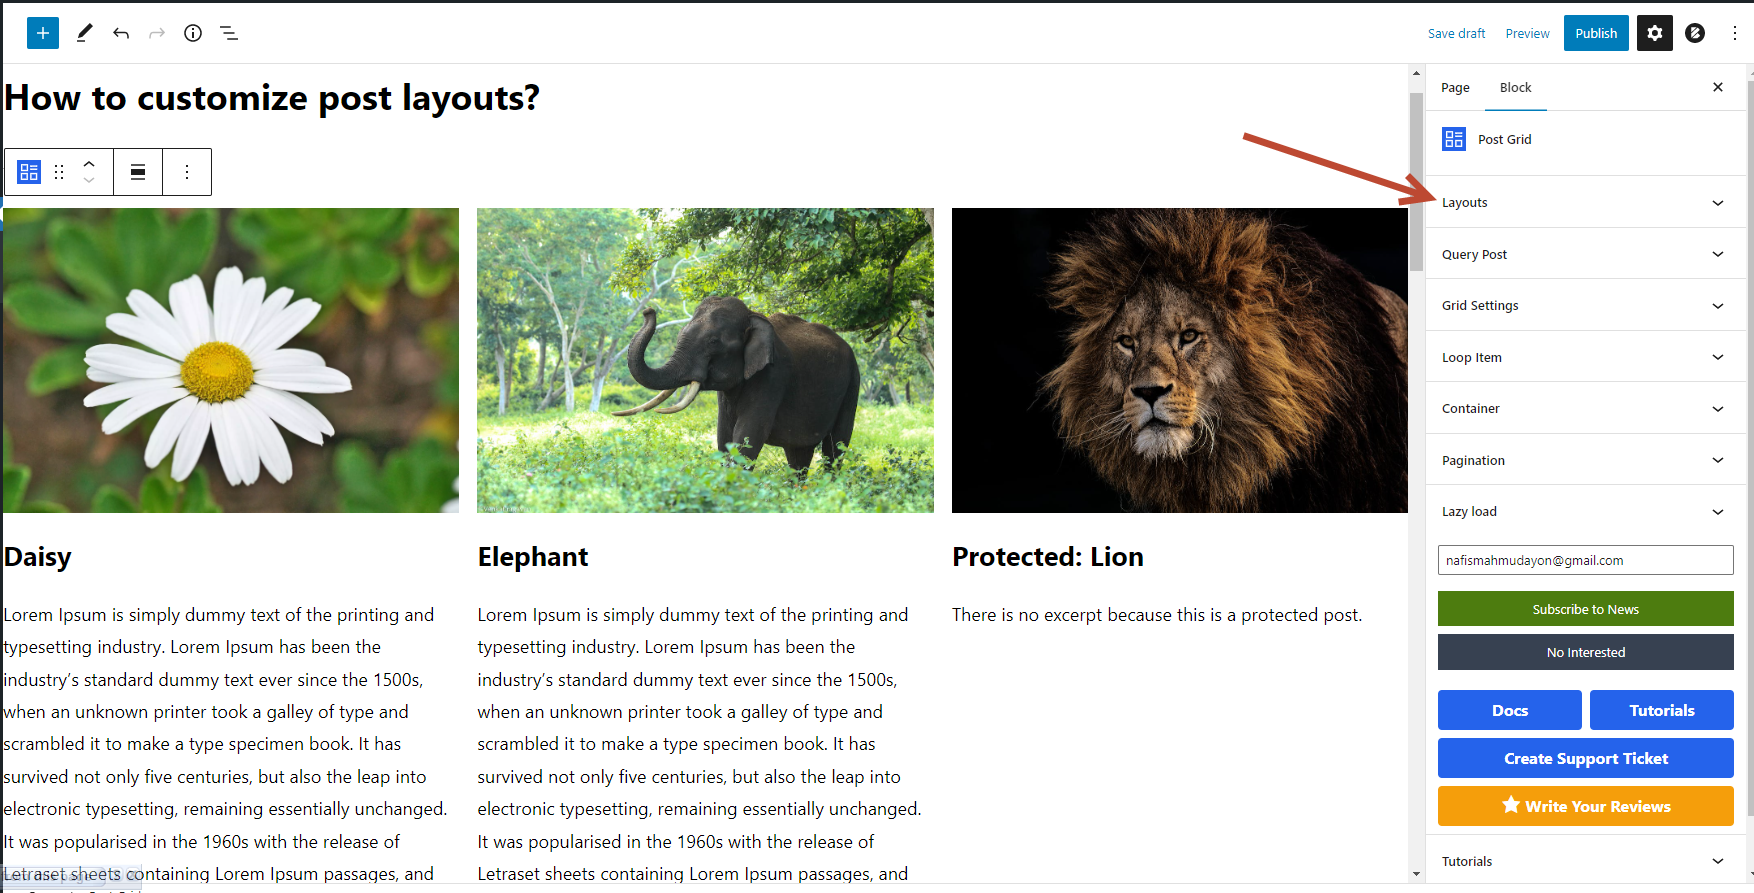 Save draft
Preview
Publish
How to customize post layouts?
Page
Block
Post Grid
Layouts
Query Post
Grid Settings
Loop Item
Container
Pagination
Lazy load
nafismahmudayon@gmail.com
Subscribe to News
No Interested
Docs
Tutorials
Create Support Ticket
Write Your Reviews
Tutorials
Daisy
Lorem Ipsum is simply dummy text of the printing and
typesetting industry. Lorem Ipsum has been the
industry’s standard dummy text ever since the 1500s,
when an unknown printer took a galley of type and
scrambled it to make a type specimen book. It has
survived not only five centuries, but also the leap into
electronic typesetting, remaining essentially unchanged.
It was popularised in the 1960s with the release of
Letraset sheets containing Lorem Ipsum passages, and
Elephant
Lorem Ipsum is simply dummy text of the printing and
typesetting industry. Lorem Ipsum has been the
industry’s standard dummy text ever since the 1500s,
when an unknown printer took a galley of type and
scrambled it to make a type specimen book. It has
survived not only five centuries, but also the leap into
electronic typesetting, remaining essentially unchanged.
It was popularised in the 1960s with the release of
Letraset sheets containing Lorem Ipsum passages, and
Protected: Lion
There is no excerpt because this is a protected post.